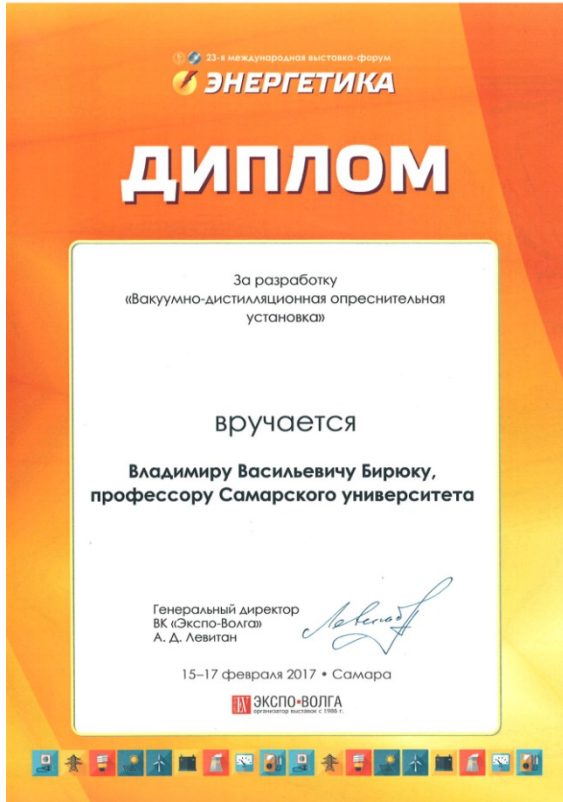 23-я международная выставка-форум
ЭНЕРГЕТИКА
ДИПЛОМ
За разработку
«Вакуумно-дистилляционная опреснительная
установка»
вручается
Владимиру Васильевичу Бирюку,
профессору Самарского университета
Генеральный директор
ВК «Экспо-Волга»
А. Д. Левитан
15–17 февраля 2017 • Самара
ЭКСПО-ВОЛГА
организатор выставок с 1986 г.